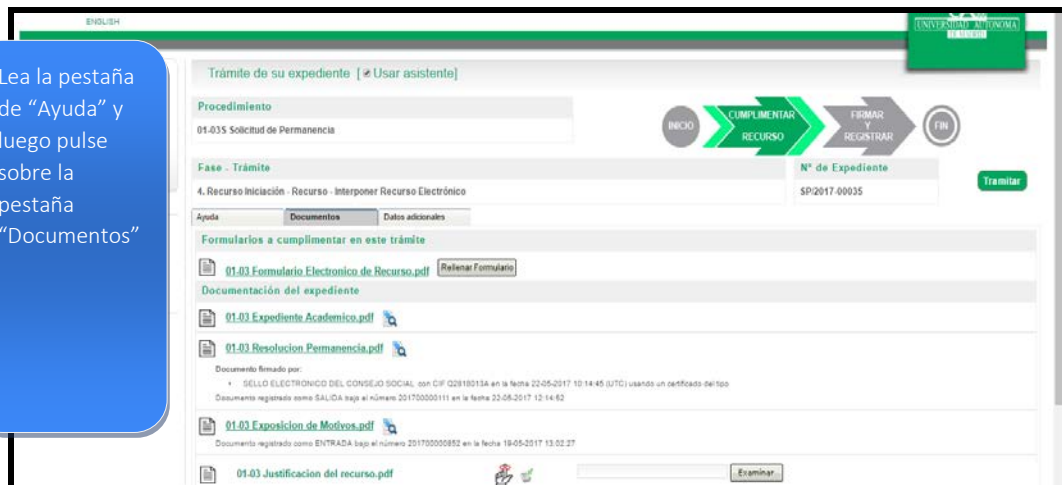 ENGLISH
UNIVERSIDAD AUTONOMA
DE MADRID
Lea la pestaña
de “Ayuda” y
luego pulse
sobre la
pestaña
“Documentos”
Trámite de su expediente [ Usar asistente]
Procedimiento
01-03S Solicitud de Permanencia
INICIO
CUMPLIMENTAR
RECURSO
FIRMAR
Y
REGISTRAR
FIN
Fase - Trámite
Nº de Expediente
4. Recurso Iniciación - Recurso - Interponer Recurso Electrónico
SP/2017-00035
Tramitar
Ayuda
Documentos
Datos adicionales
Formularios a cumplimentar en este trámite
01-03 Formulario Electronico de Recurso.pdf
Rellenar Formulario
Documentación del expediente
01-03 Expediente Academico.pdf
01-03 Resolucion Permanencia.pdf
Documento firmado por:
• SELLO ELECTRONICO DEL CONSEJO SOCIAL con CIF Q2818013A en la fecha 22-05-2017 10:14:45 (UTC) usando un certificado del tipo
Documento registrado como SALIDA bajo el número 201700000111 en la fecha 22-05-2017 12:14:52
01-03 Exposicion de Motivos.pdf
Documento registrado como ENTRADA bajo el número 201700000852 en la fecha 19-05-2017 13:02:27
01-03 Justificacion del recurso.pdf
Examinar...